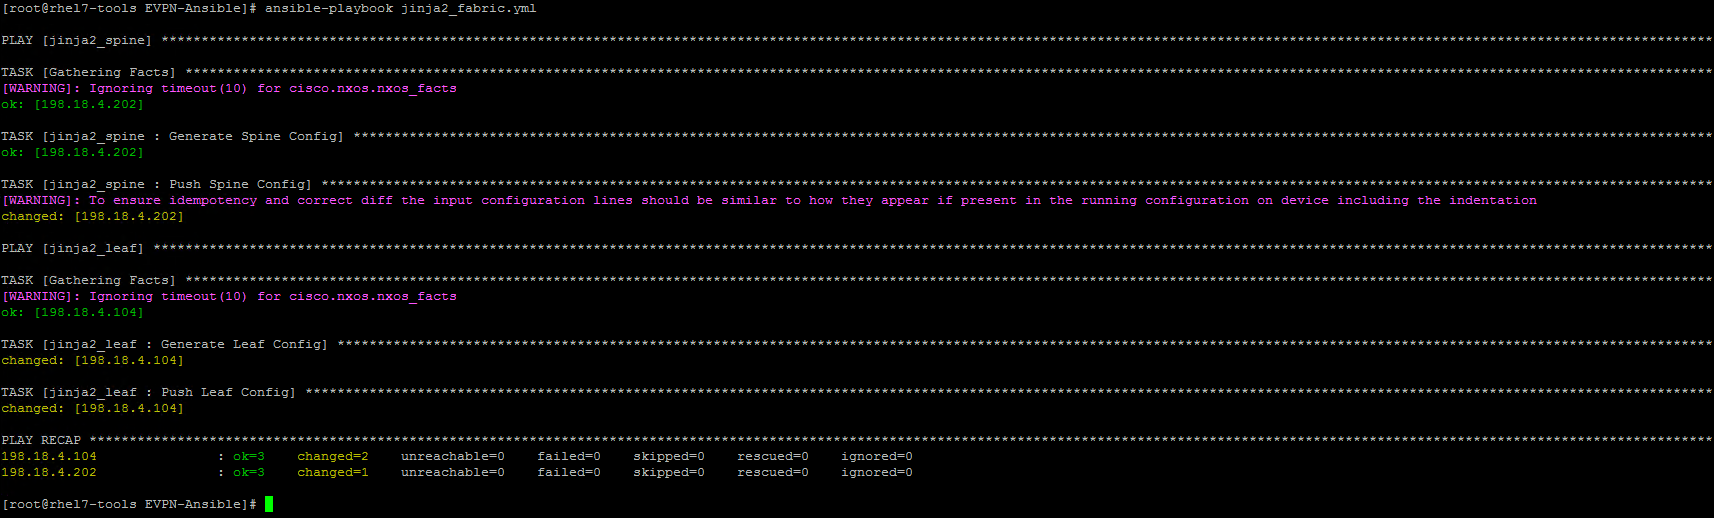 [root@rhel7-tools EVPN-Ansible]# ansible-playbook jinja2_fabric.yml
PLAY [jinja2_spine] ****************************************************************************************************************************************************************************************************
TASK [Gathering Facts] *************************************************************************************************************************************************************************************************
[WARNING]: Ignoring timeout(10) for cisco.nxos.nxos_facts
ok: [198.18.4.202]
TASK [jinja2_spine : Generate Spine Config] ****************************************************************************************************************************************************************************
ok: [198.18.4.202]
TASK [jinja2_spine : Push Spine Config] ********************************************************************************************************************************************************************************
[WARNING]: To ensure idempotency and correct diff the input configuration lines should be similar to how they appear if present in the running configuration on device including the indentation
changed: [198.18.4.202]
PLAY [jinja2_leaf] *****************************************************************************************************************************************************************************************************
TASK [Gathering Facts] *************************************************************************************************************************************************************************************************
[WARNING]: Ignoring timeout(10) for cisco.nxos.nxos_facts
ok: [198.18.4.104]
TASK [jinja2_leaf : Generate Leaf Config] ******************************************************************************************************************************************************************************
changed: [198.18.4.104]
TASK [jinja2_leaf : Push Leaf Config] **********************************************************************************************************************************************************************************
changed: [198.18.4.104]
PLAY RECAP *************************************************************************************************************************************************************************************************************
198.18.4.104               : ok=3    changed=2    unreachable=0    failed=0    skipped=0    rescued=0    ignored=0
198.18.4.202               : ok=3    changed=1    unreachable=0    failed=0    skipped=0    rescued=0    ignored=0
[root@rhel7-tools EVPN-Ansible]#